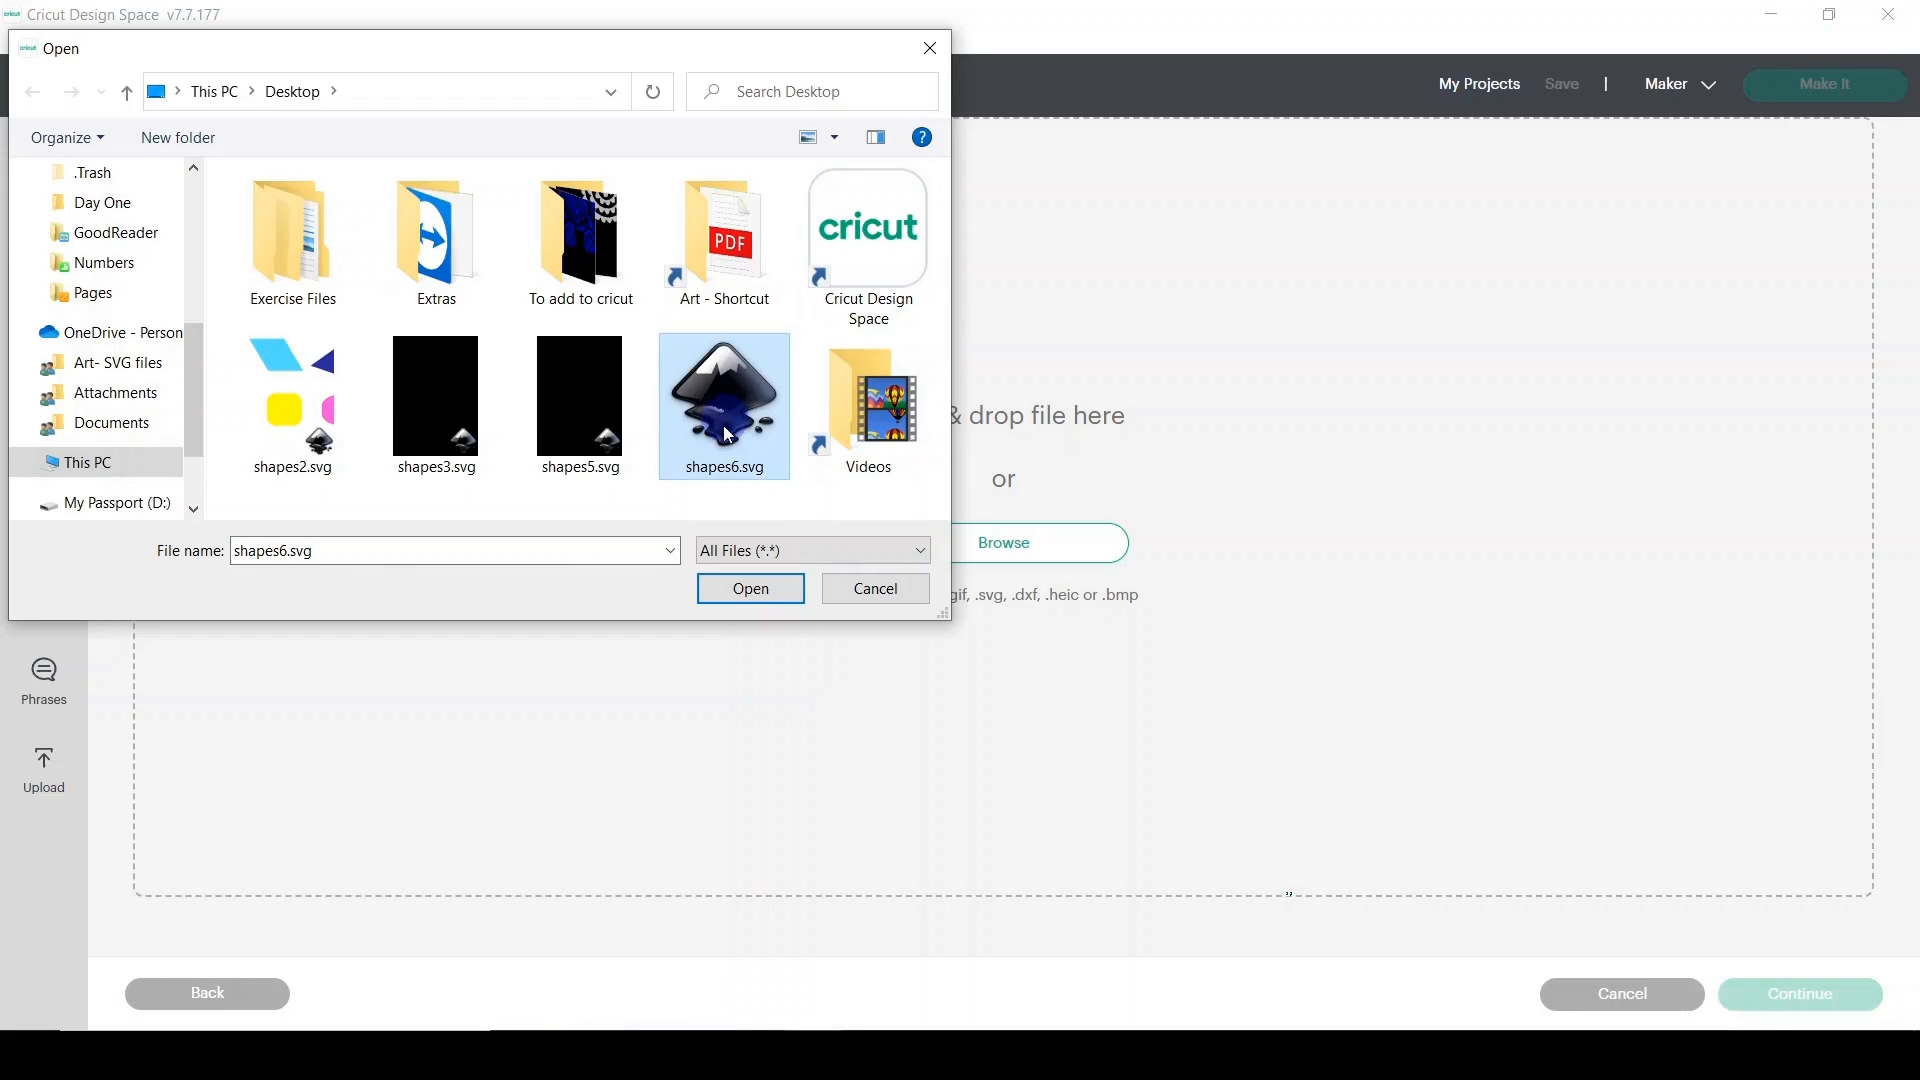 cricut Cricut Design Space v7.7.177
cricut Open
This PC Desktop
Search Desktop
My Projects Save | Maker Make It
Organize New folder
?
.Trash
Day One
GoodReader
Numbers
Pages
OneDrive - Person
Art- SVG files
Attachments
Documents
This PC
My Passport (D:)
PDF
cricut
Exercise Files
Extras
To add to cricut
Art - Shortcut
Cricut Design
Space
shapes2.svg
shapes3.svg
shapes5.svg
shapes6.svg
Videos
File name: shapes6.svg
All Files (*.*)
Open
Cancel
& drop file here
or
Browse
gif, .svg, .dxf, .heic or .bmp
Phrases
Upload
Back
Cancel
Continue